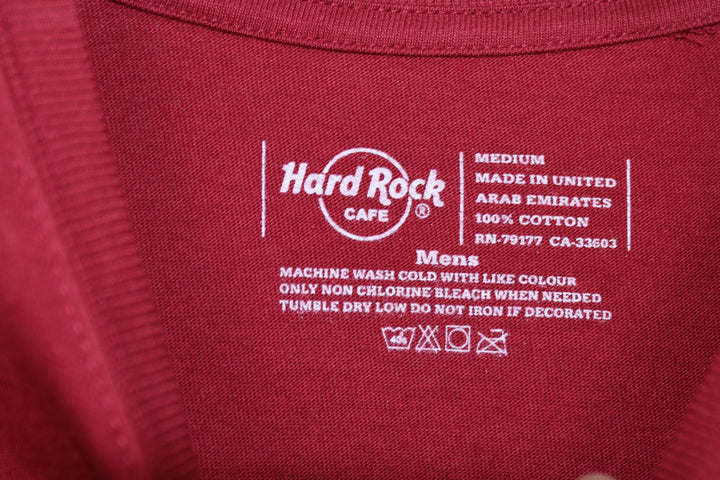 Hard Rock
CAFE ®
MEDIUM
MADE IN UNITED
ARAB EMIRATES
100% COTTON
RN-79177 CA-33603
Mens
MACHINE WASH COLD WITH LIKE COLOUR
ONLY NON CHLORINE BLEACH WHEN NEEDED
TUMBLE DRY LOW DO NOT IRON IF DECORATED